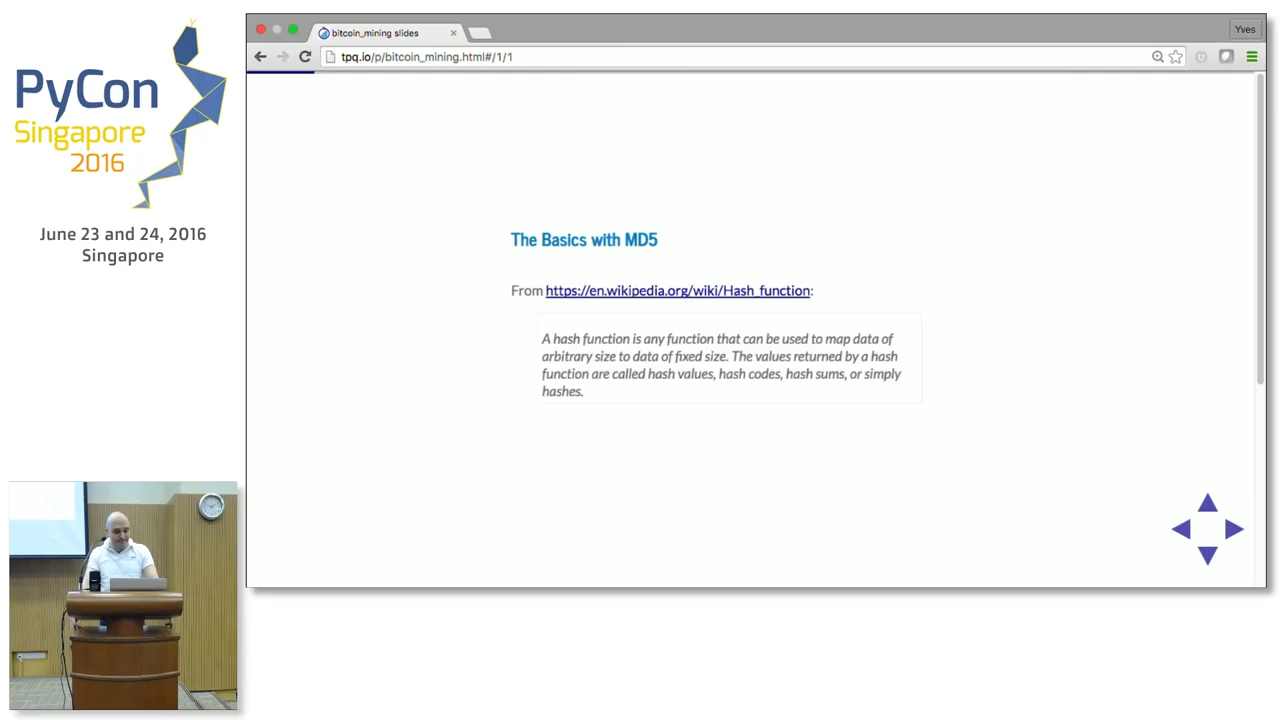 PyCon
Singapore
2016
June 23 and 24, 2016
Singapore
bitcoin_mining slides
Yves
tpq.io/p/bitcoin_mining.html#/1/1
The Basics with MD5
From https://en.wikipedia.org/wiki/Hash_function:
A hash function is any function that can be used to map data of
arbitrary size to data of fixed size. The values returned by a hash
function are called hash values, hash codes, hash sums, or simply
hashes.